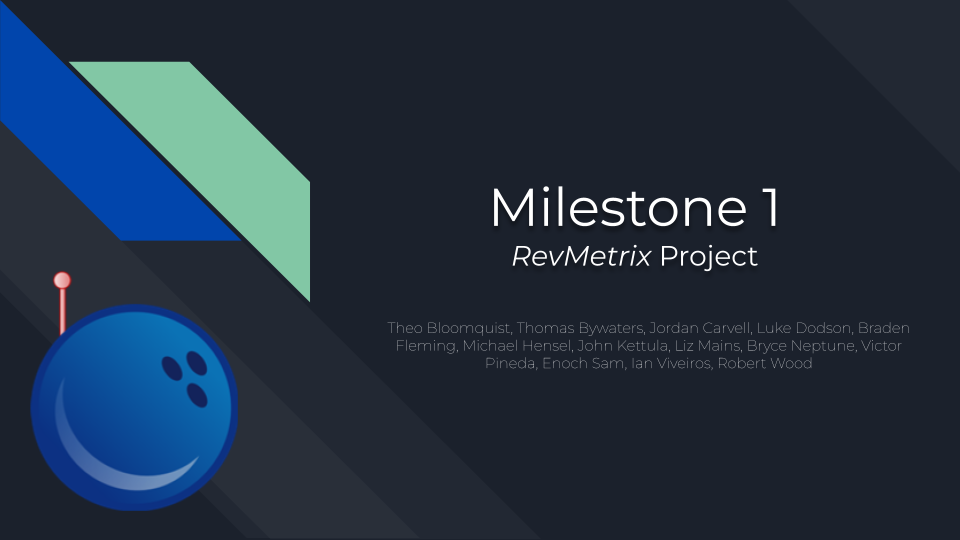 Milestone 1
RevMetrix Project
Theo Bloomquist, Thomas Bywaters, Jordan Carvell, Luke Dodson, Braden
Fleming, Michael Hensel, John Kettula, Liz Mains, Bryce Neptune, Victor
Pineda, Enoch Sam, Ian Viveiros, Robert Wood